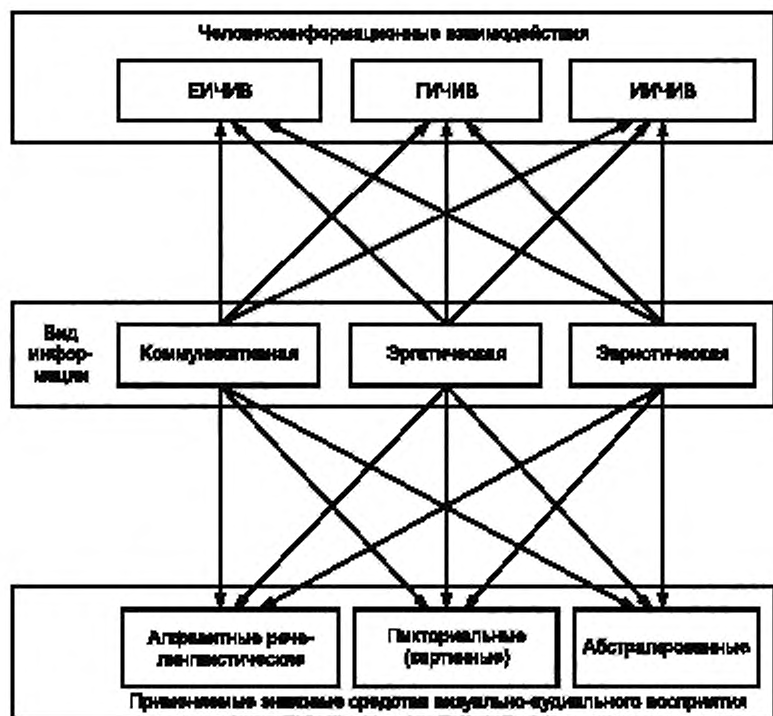 Человекоинформационные взаимодействия
ЕИЧИВ
ГИЧИВ
ИИЧИВ
Вид
инфор-
мации
Коммуникативная
Эргатическая
Эвристическая
Алфавитные рече-
лингвистические
Пикториальные
(картинные)
Абстрагированные
Применяемые знаковые средства визуально-аудиального восприятия